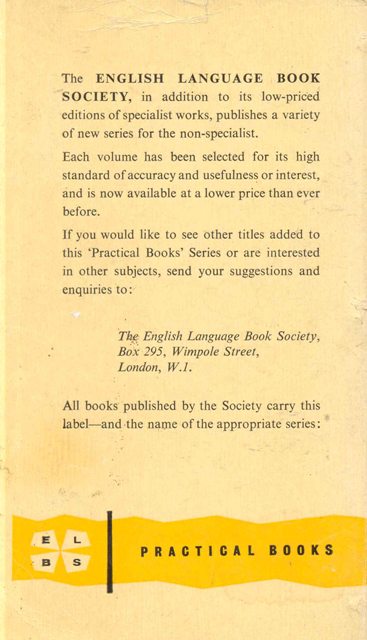 The ENGLISH LANGUAGE BOOK
SOCIETY, in addition to its low-priced
editions of specialist works, publishes a variety
of new series for the non-specialist.
Each volume has been selected for its high
standard of accuracy and usefulness or interest,
and is now available at a lower price than ever
before.
If you would like to see other titles added to
this 'Practical Books' Series or are interested
in other subjects, send your suggestions and
enquiries to:
The English Language Book Society,
Box 295, Wimpole Street,
London, W.1.
All books published by the Society carry this
label—and the name of the appropriate series:
E L
B S
PRACTICAL BOOKS